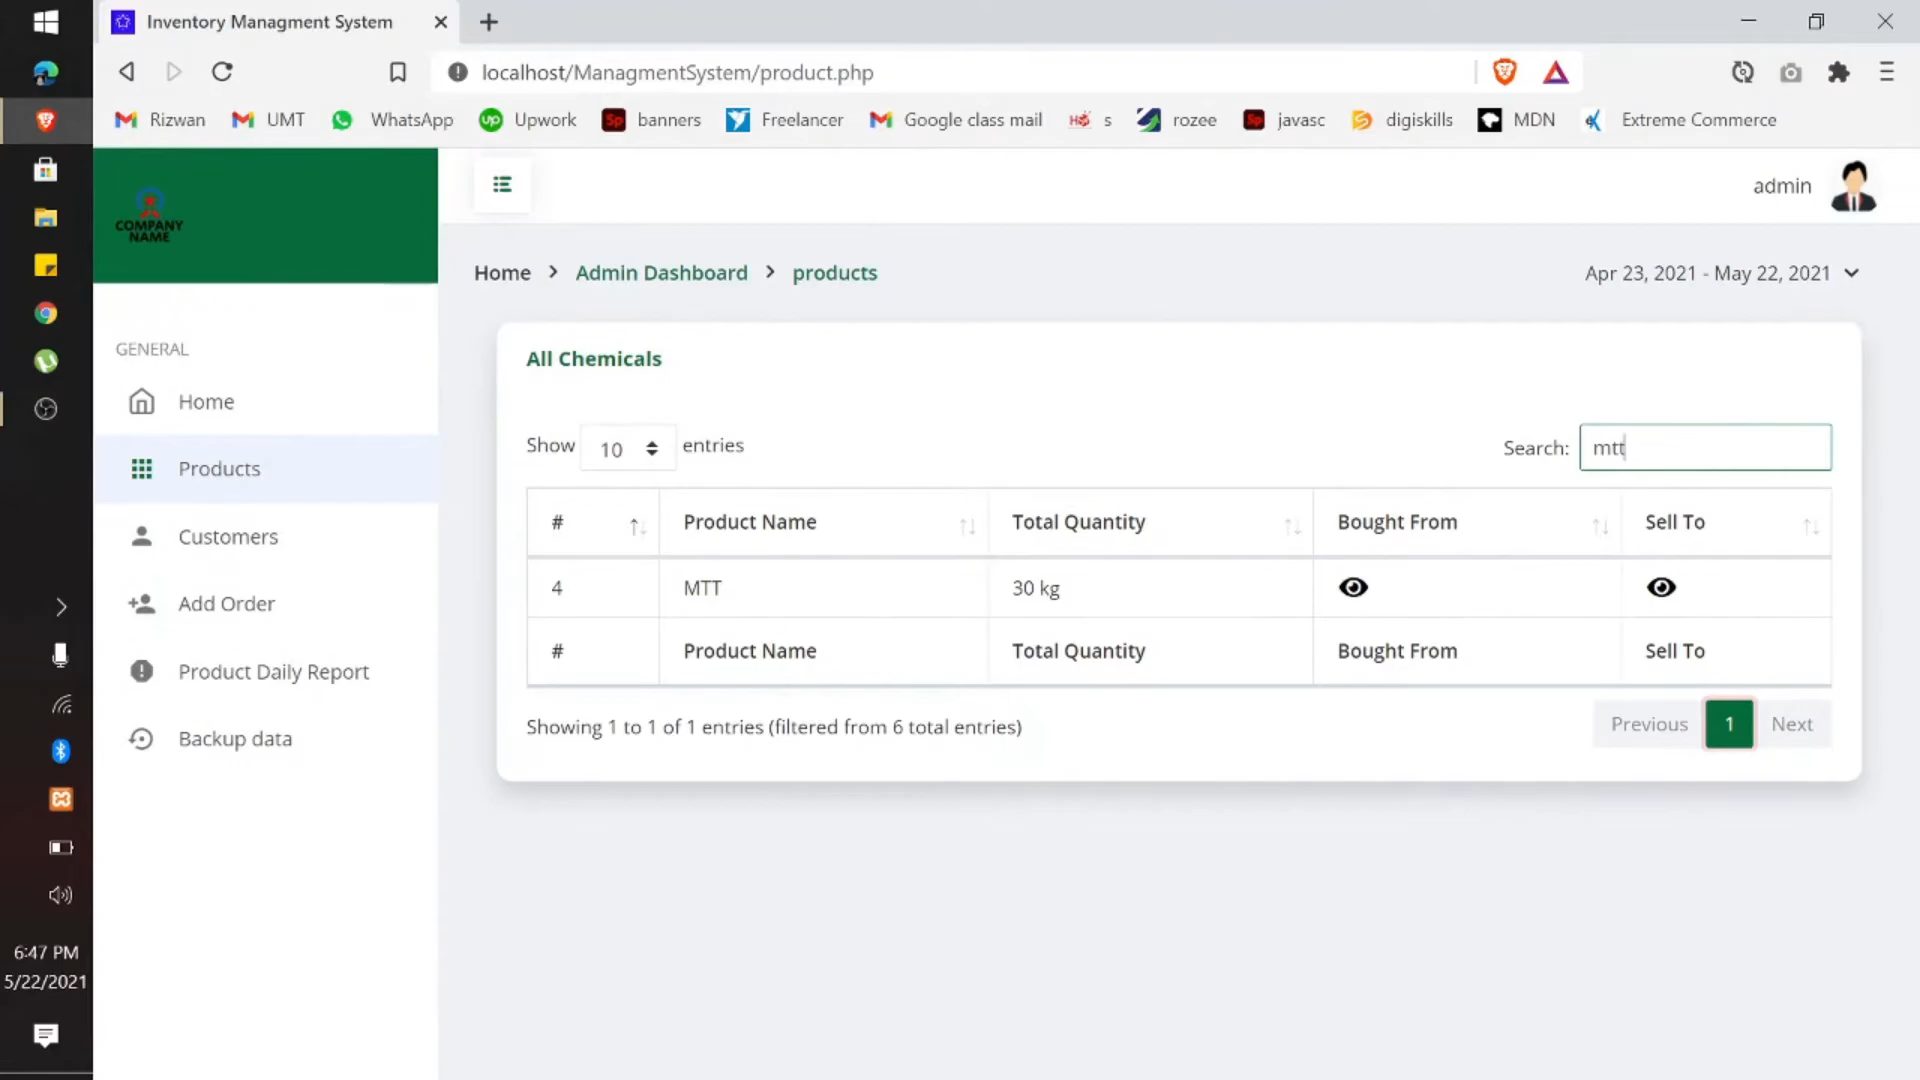 Inventory Managment System
localhost/ManagmentSystem/product.php
Rizwan UMT WhatsApp Upwork banners Freelancer Google class mail s rozee javasc digiskills MDN Extreme Commerce
COMPANY
NAME
admin
Home > Admin Dashboard > products
Apr 23, 2021 - May 22, 2021
GENERAL
Home
Products
Customers
Add Order
Product Daily Report
Backup data
All Chemicals
Show 10 entries
Search: mtt
# Product Name Total Quantity Bought From Sell To
4 MTT 30 kg
# Product Name Total Quantity Bought From Sell To
Showing 1 to 1 of 1 entries (filtered from 6 total entries)
Previous 1 Next
6:47 PM
5/22/2021